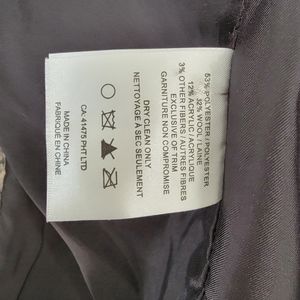 53% POLYESTER / POLYESTER
32% WOOL / LAINE
12% ACRYLIC / ACRYLIQUE
3% OTHER FIBERS / AUTRES FIBRES
EXCLUSIVE OF TRIM
GARNITURE NON COMPRISE
DRY CLEAN ONLY
NETTOYAGE À SEC SEULEMENT
CA: 41475 PHT LTD
MADE IN CHINA
FABRIQUÉ EN CHINE